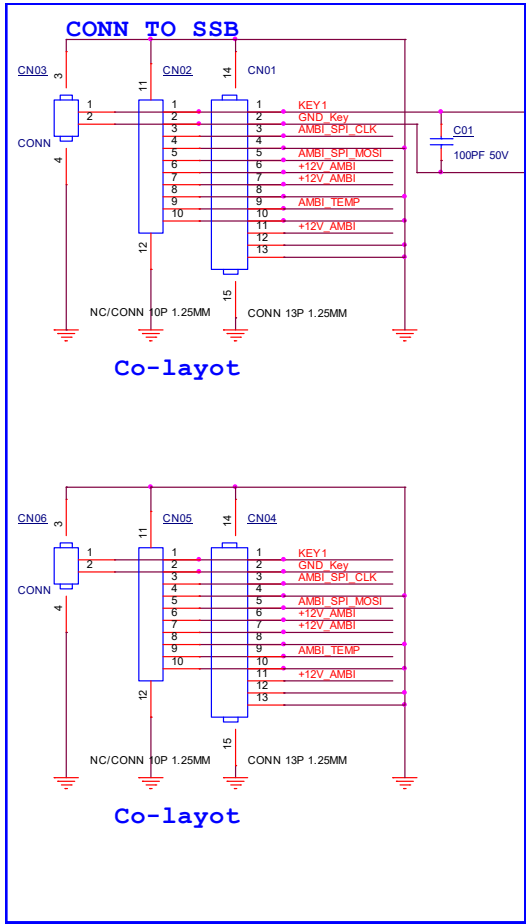 CONN TO SSB
CN03
3
CN02
11
CN01
14
1
2
CONN
4
1
2
3
4
5
6
7
8
9
10
12
1
2
3
4
5
6
7
8
9
10
11
12
13
15
KEY1
GND_Key
AMBI_SPI_CLK
AMBI_SPI_MOSI
+12V_AMBI
+12V_AMBI
AMBI_TEMP
+12V_AMBI
C01
100PF 50V
NC/CONN 10P 1.25MM
CONN 13P 1.25MM
Co-layot
CN06
3
CN05
11
CN04
14
1
2
CONN
4
1
2
3
4
5
6
7
8
9
10
12
1
2
3
4
5
6
7
8
9
10
11
12
13
15
KEY1
GND_Key
AMBI_SPI_CLK
AMBI_SPI_MOSI
+12V_AMBI
+12V_AMBI
AMBI_TEMP
+12V_AMBI
NC/CONN 10P 1.25MM
CONN 13P 1.25MM
Co-layot